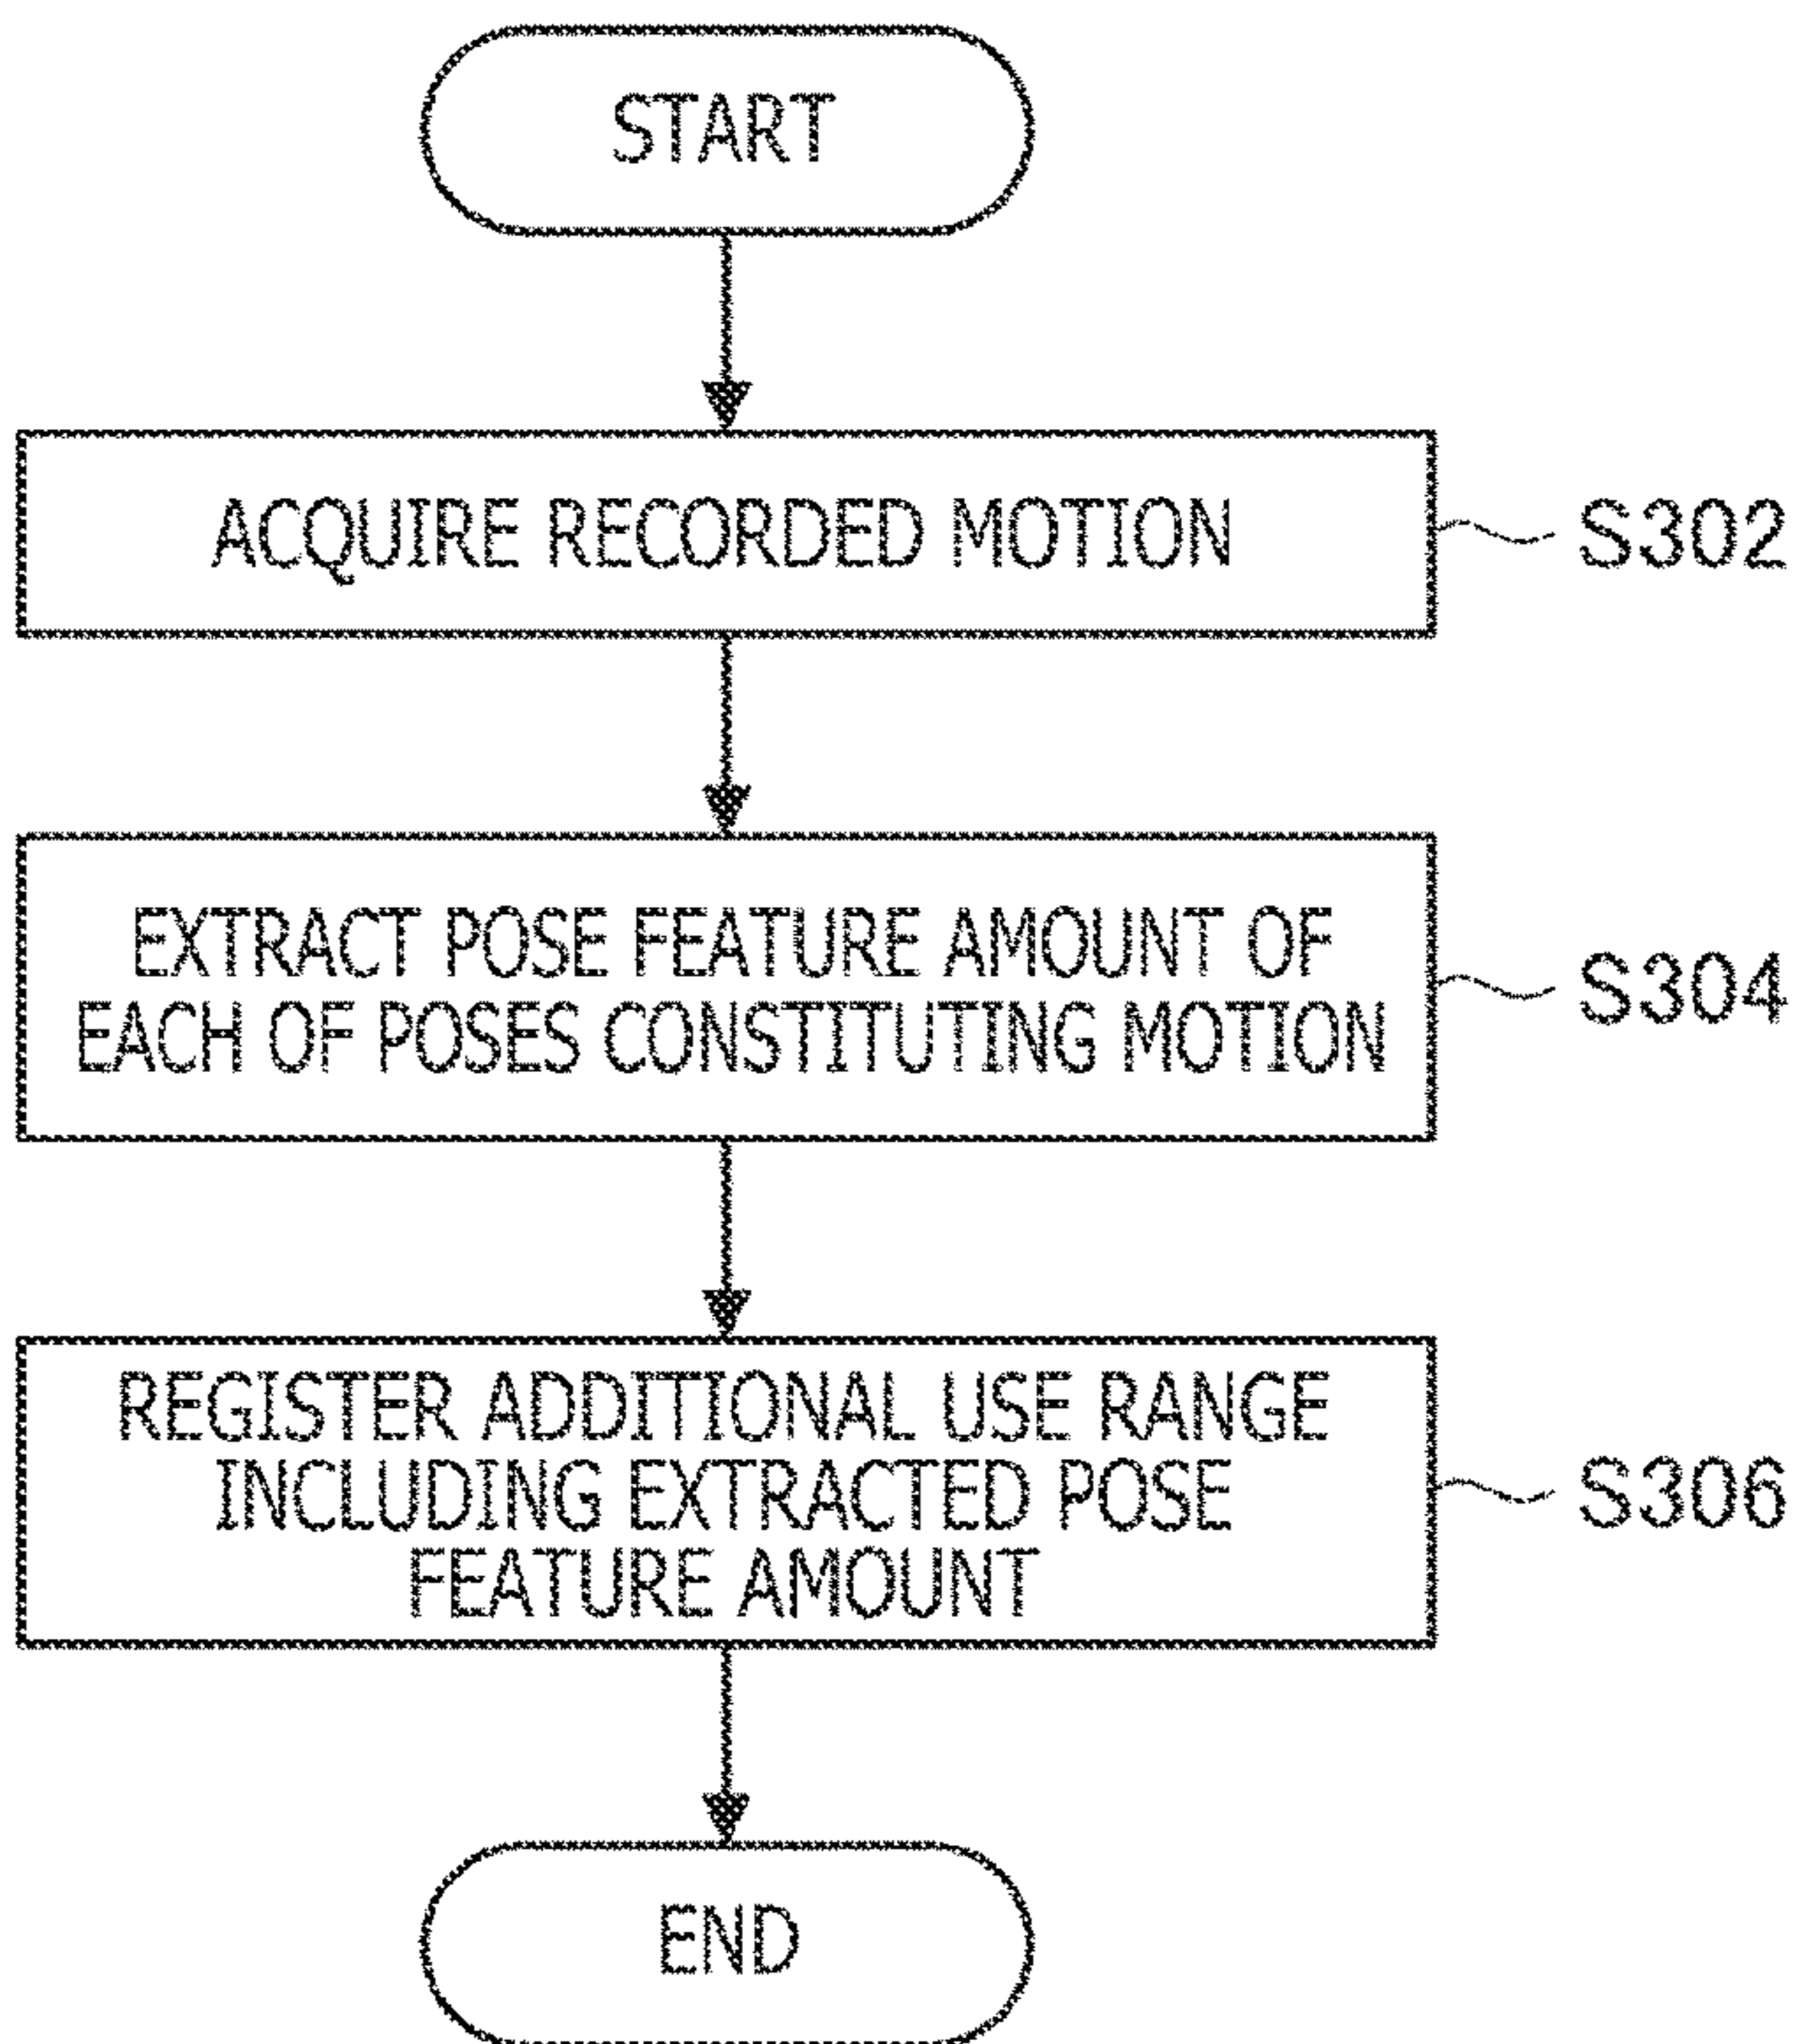 START
ACQUIRE RECORDED MOTION
S302
EXTRACT POSE FEATURE AMOUNT OF
EACH OF POSES CONSTITUTING MOTION
S304
REGISTER ADDITIONAL USE RANGE
INCLUDING EXTRACTED POSE
FEATURE AMOUNT
S306
END